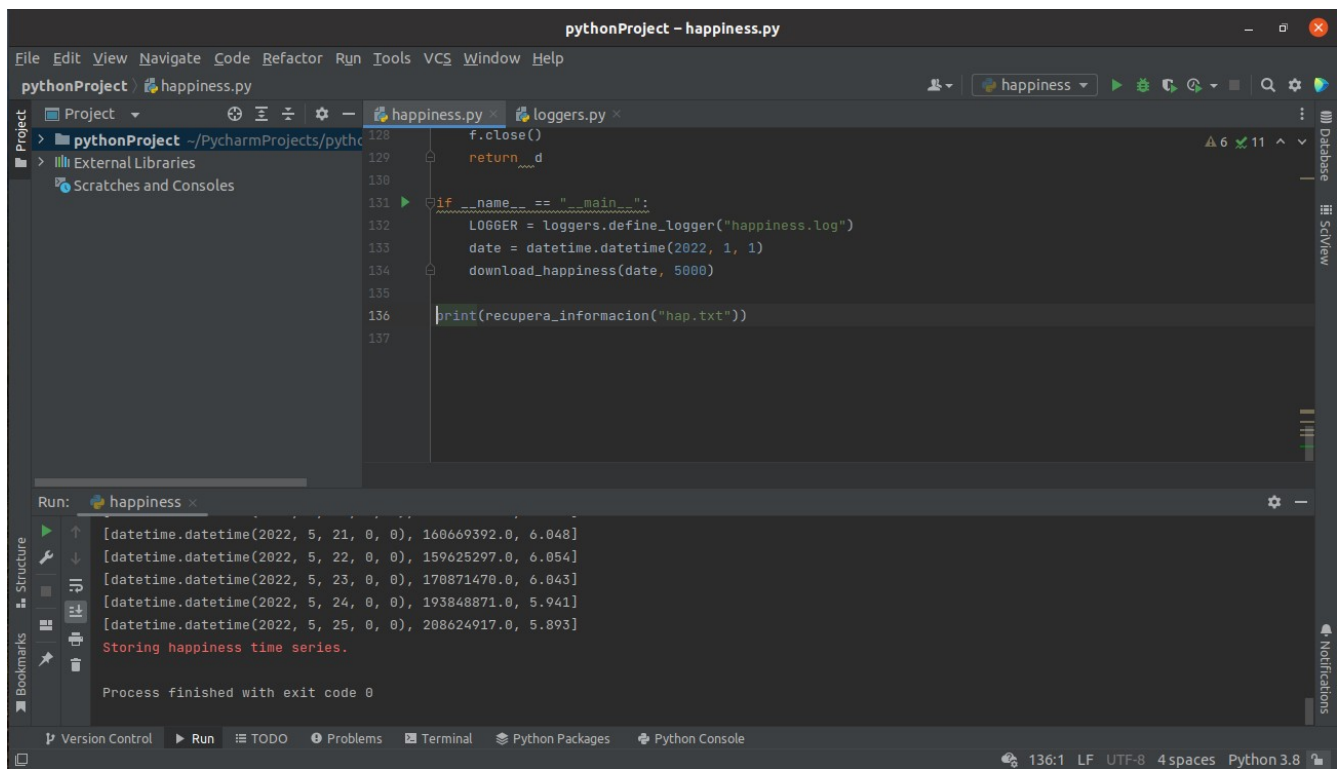 pythonProject – happiness.py
File Edit View Navigate Code Refactor Run Tools VCS Window Help
pythonProject happiness.py
happiness
Project
happiness.py
loggers.py
Project
pythonProject ~/PycharmProjects/pytho
External Libraries
Scratches and Consoles
128 f.close()
129 return d
130
131 if __name__ == "__main__":
132 LOGGER = loggers.define_logger("happiness.log")
133 date = datetime.datetime(2022, 1, 1)
134 download_happiness(date, 5000)
135
136 print(recupera_informacion("hap.txt"))
137
6 11
Database
SciView
Run: happiness
[datetime.datetime(2022, 5, 21, 0, 0), 160669392.0, 6.048]
[datetime.datetime(2022, 5, 22, 0, 0), 159625297.0, 6.054]
[datetime.datetime(2022, 5, 23, 0, 0), 170871470.0, 6.043]
[datetime.datetime(2022, 5, 24, 0, 0), 193848871.0, 5.941]
[datetime.datetime(2022, 5, 25, 0, 0), 208624917.0, 5.893]
Storing happiness time series.
Process finished with exit code 0
Structure
Bookmarks
Notifications
Version Control Run TODO Problems Terminal Python Packages Python Console
136:1 LF UTF-8 4 spaces Python 3.8